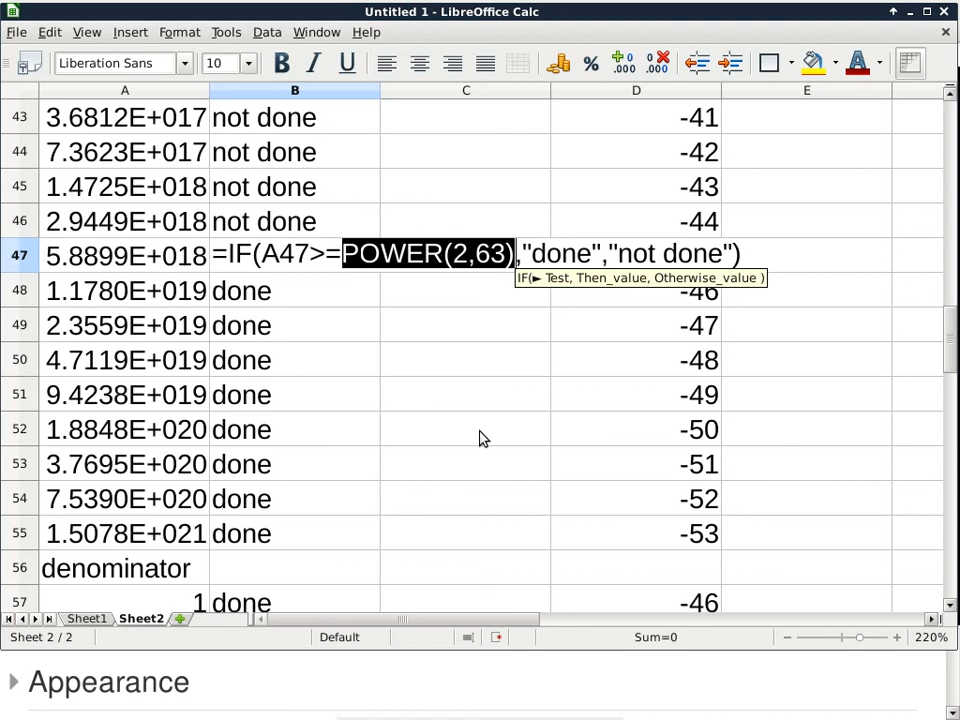 Untitled 1 - LibreOffice Calc
File Edit View Insert Format Tools Data Window Help
Liberation Sans 10
A B C D E
43 3.6812E+017 not done -41
44 7.3623E+017 not done -42
45 1.4725E+018 not done -43
46 2.9449E+018 not done -44
47 5.8899E+018 =IF(A47>=POWER(2,63),"done","not done")
IF(► Test, Then_value, Otherwise_value )
48 1.1780E+019 done -46
49 2.3559E+019 done -47
50 4.7119E+019 done -48
51 9.4238E+019 done -49
52 1.8848E+020 done -50
53 3.7695E+020 done -51
54 7.5390E+020 done -52
55 1.5078E+021 done -53
56 denominator
57 1 done -46
Sheet1 Sheet2
Sheet 2 / 2 Default Sum=0 220%
Appearance